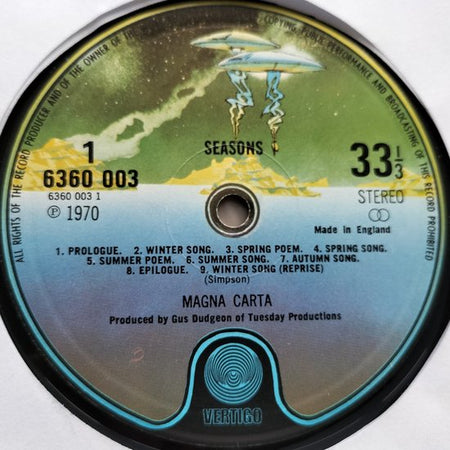 ALL RIGHTS OF THE RECORD PRODUCER AND OF THE OWNER OF THE
COPYING, PUBLIC PERFORMANCE AND BROADCASTING OF THIS RECORD PROHIBITED
SEASONS
1
6360 003
6360 003 1
Ⓟ 1970
33 1/3
STEREO
Made in England
1. PROLOGUE. 2. WINTER SONG. 3. SPRING POEM. 4. SPRING SONG.
5. SUMMER POEM. 6. SUMMER SONG. 7. AUTUMN SONG.
8. EPILOGUE. 9. WINTER SONG (REPRISE)
(Simpson)
MAGNA CARTA
Produced by Gus Dudgeon of Tuesday Productions
VERTIGO